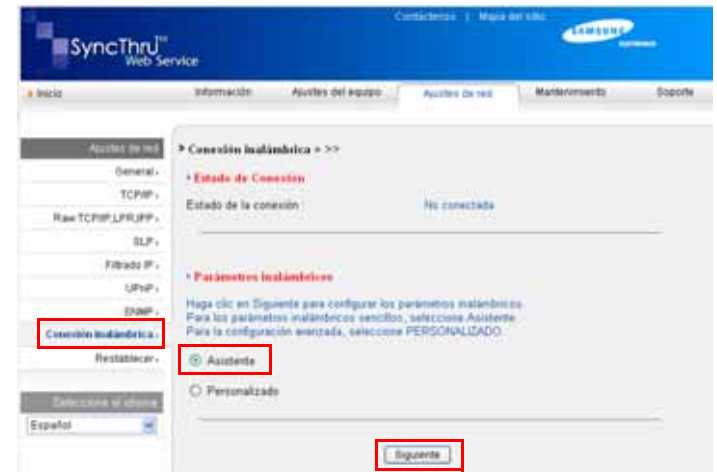 Contáctenos | Mapa del sitio
SAMSUNG
ELECTRONICS
SyncThru™
Web Service
Inicio
Información Ajustes del equipo Ajustes de red Mantenimiento Soporte
Ajustes de red
General
TCP/IP
Raw TCP/IP,LPR,IPP
SLP
Filtrado IP
UPnP
SNMP
Conexión inalámbrica
Restablecer
Seleccione el idioma
Español
Conexión inalámbrica > >>
Estado de Conexión
Estado de la conexión : No conectada
Parámetros inalámbricos
Haga clic en Siguiente para configurar los parámetros inalámbricos.
Para los parámetros inalámbricos sencillos, seleccione Asistente.
Para la configuración avanzada, seleccione PERSONALIZADO.
Asistente
Personalizado
Siguiente